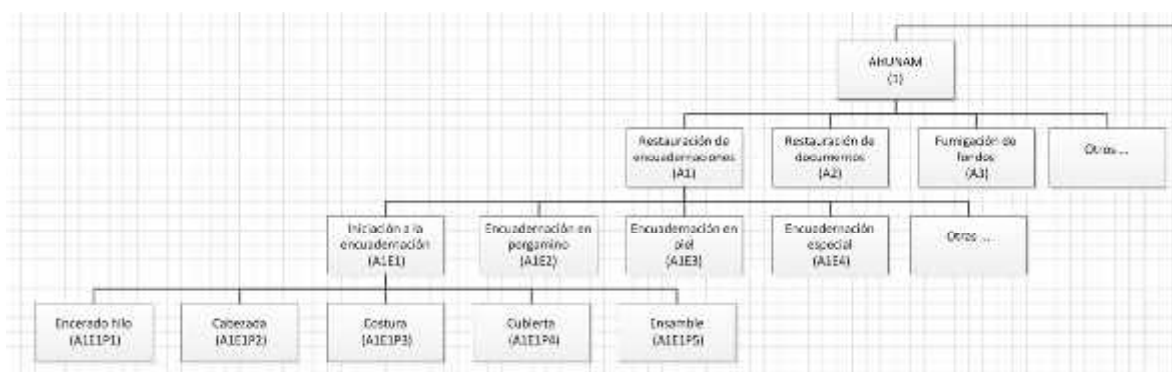 AHUNAM
(1)
Restauración de
encuadernaciones
(A1)
Restauración de
documentos
(A2)
Fumigación de
fondos
(A3)
Otros ...
Iniciación a la
encuadernación
(A1E1)
Encuadernación en
pergamino
(A1E2)
Encuadernación en
piel
(A1E3)
Encuadernación
especial
(A1E4)
Otras ...
Encerado hilo
(A1E1P1)
Cabezada
(A1E1P2)
Costura
(A1E1P3)
Cubierta
(A1E1P4)
Ensamble
(A1E1P5)